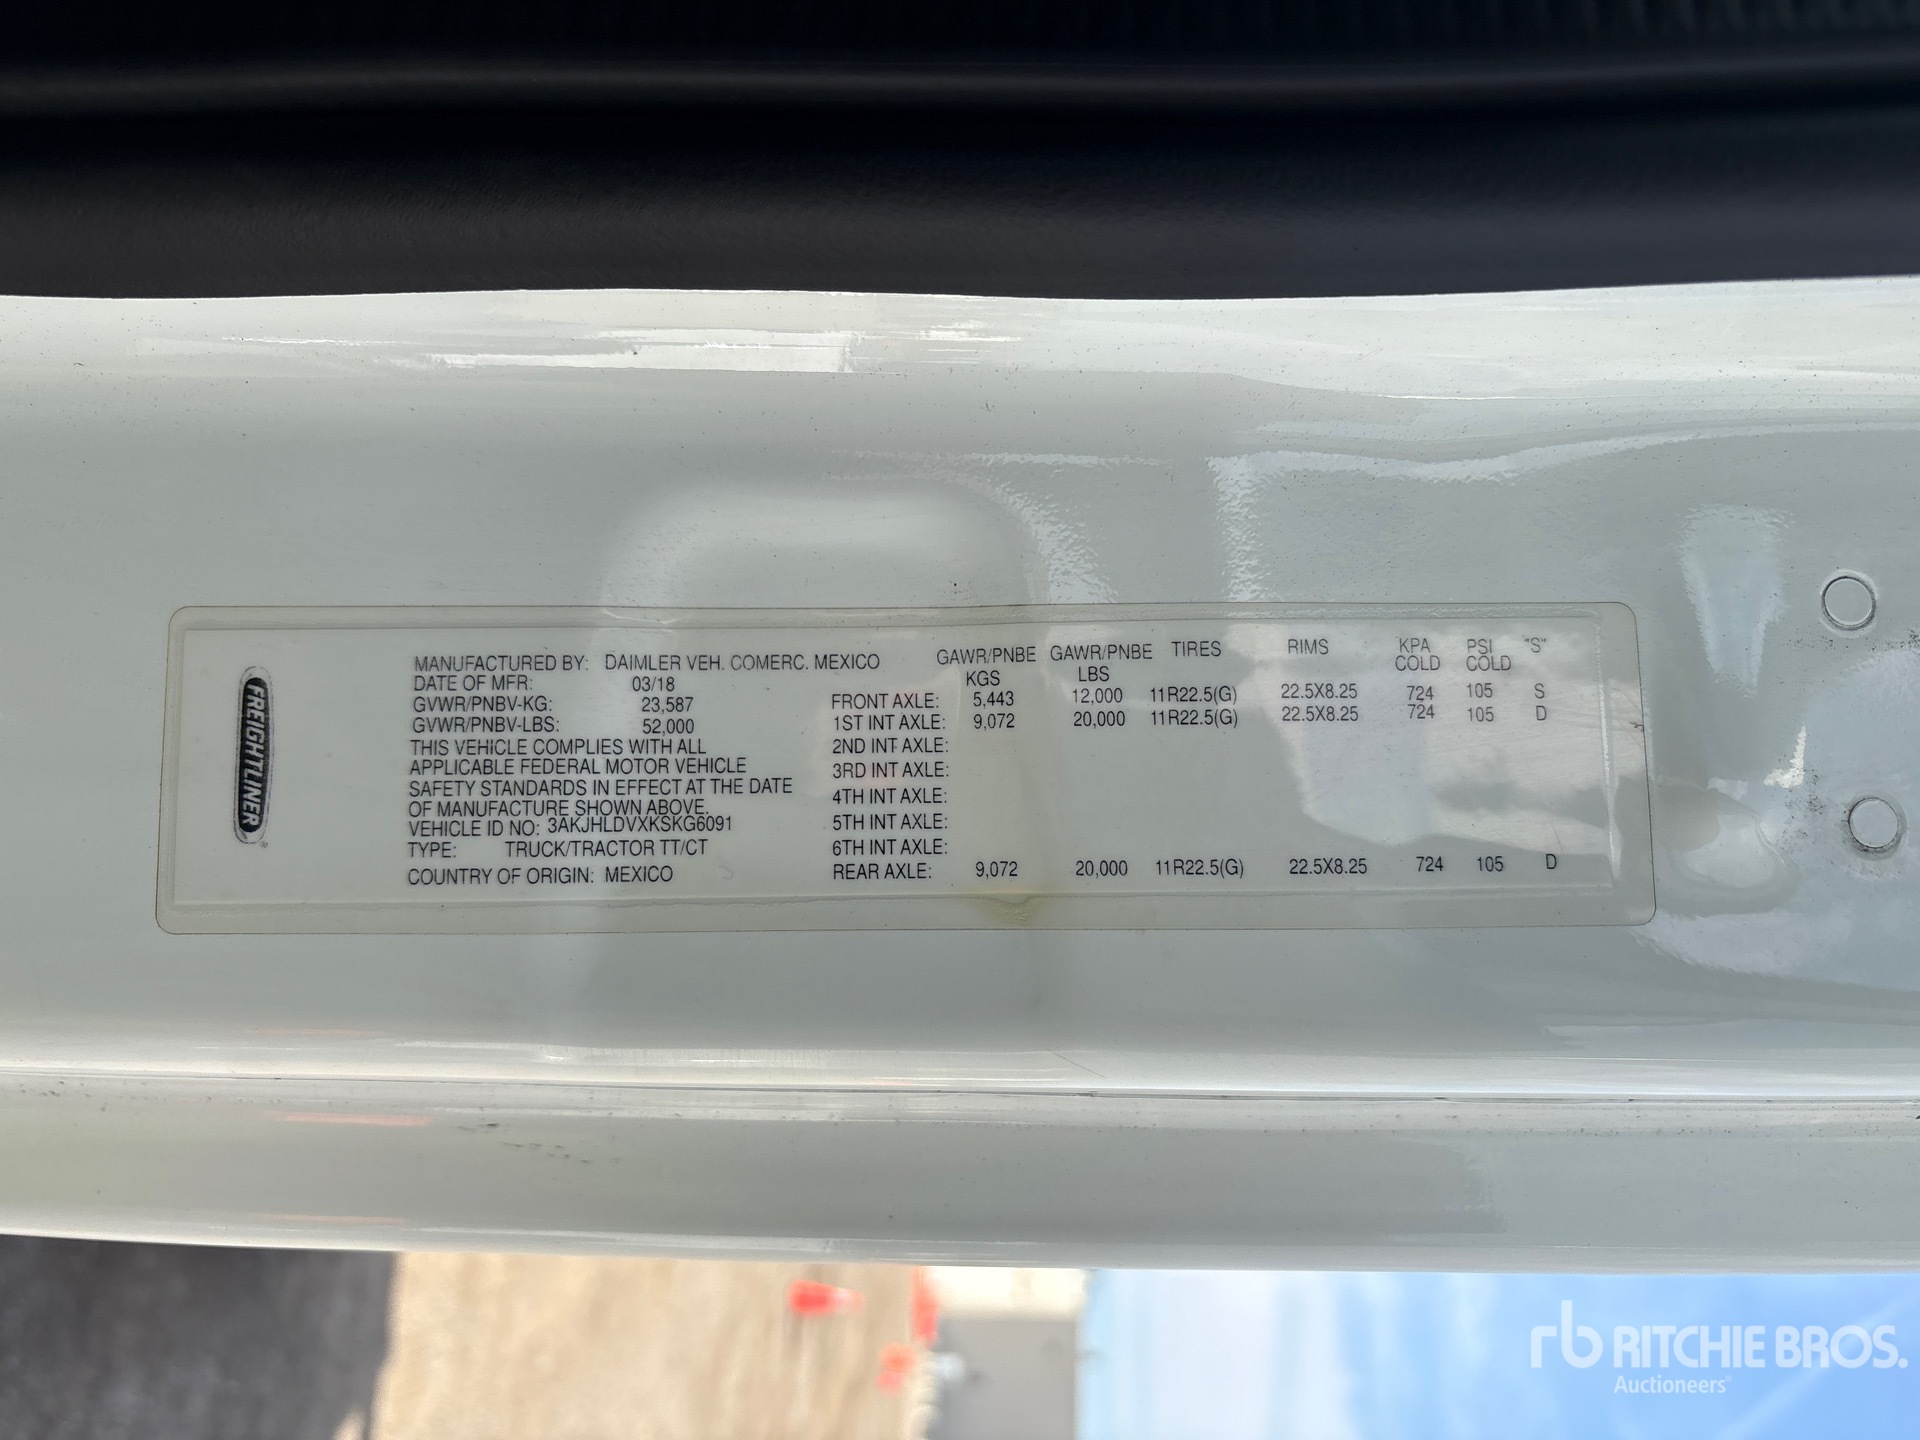 FREIGHTLINER®
MANUFACTURED BY: DAIMLER VEH. COMERC. MEXICO
DATE OF MFR: 03/18
GVWR/PNBV-KG: 23,587
GVWR/PNBV-LBS: 52,000
THIS VEHICLE COMPLIES WITH ALL
APPLICABLE FEDERAL MOTOR VEHICLE
SAFETY STANDARDS IN EFFECT AT THE DATE
OF MANUFACTURE SHOWN ABOVE.
VEHICLE ID NO: 3AKJHLDVXKSKG6091
TYPE: TRUCK/TRACTOR TT/CT
COUNTRY OF ORIGIN: MEXICO
GAWR/PNBE GAWR/PNBE TIRES RIMS KPA PSI "S"
KGS LBS COLD COLD
FRONT AXLE: 5,443 12,000 11R22.5(G) 22.5X8.25 724 105 S
1ST INT AXLE: 9,072 20,000 11R22.5(G) 22.5X8.25 724 105 D
2ND INT AXLE:
3RD INT AXLE:
4TH INT AXLE:
5TH INT AXLE:
6TH INT AXLE:
REAR AXLE: 9,072 20,000 11R22.5(G) 22.5X8.25 724 105 D
rb RITCHIE BROS.
Auctioneers®